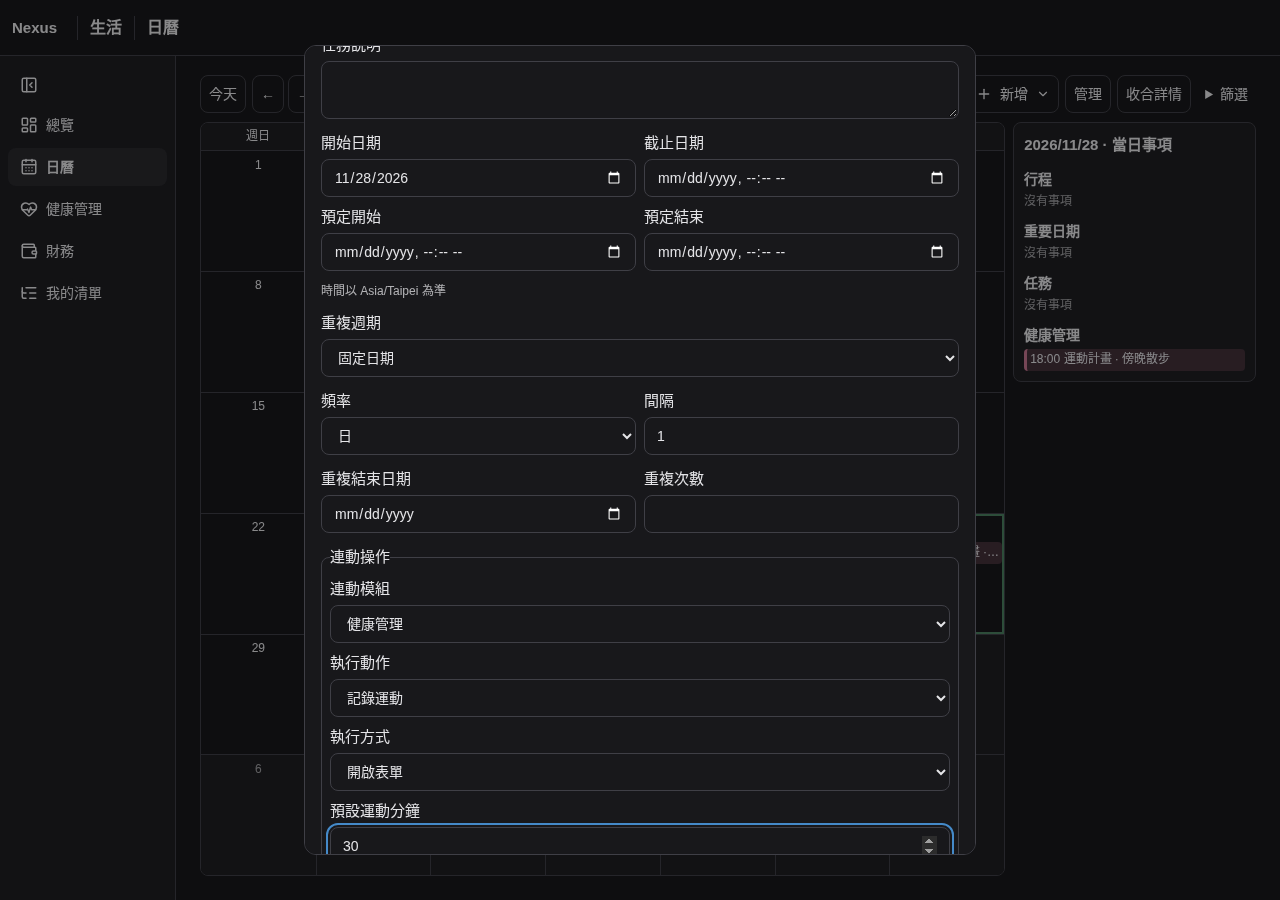 Nexus
生活
日曆
今天
←
新增
管理
收合詳情
篩選
總覽
日曆
健康管理
財務
我的清單
週日
1
8
15
22
29
6
任務說明
開始日期
截止日期
11/28/2026
mm/dd/yyyy, --:-- --
預定開始
預定結束
mm/dd/yyyy, --:-- --
mm/dd/yyyy, --:-- --
時間以 Asia/Taipei 為準
重複週期
固定日期
頻率
間隔
日
1
重複結束日期
重複次數
mm/dd/yyyy
連動操作
連動模組
健康管理
執行動作
記錄運動
執行方式
開啟表單
預設運動分鐘
30
2026/11/28 · 當日事項
行程
沒有事項
重要日期
沒有事項
任務
沒有事項
健康管理
18:00 運動計畫 · 傍晚散步